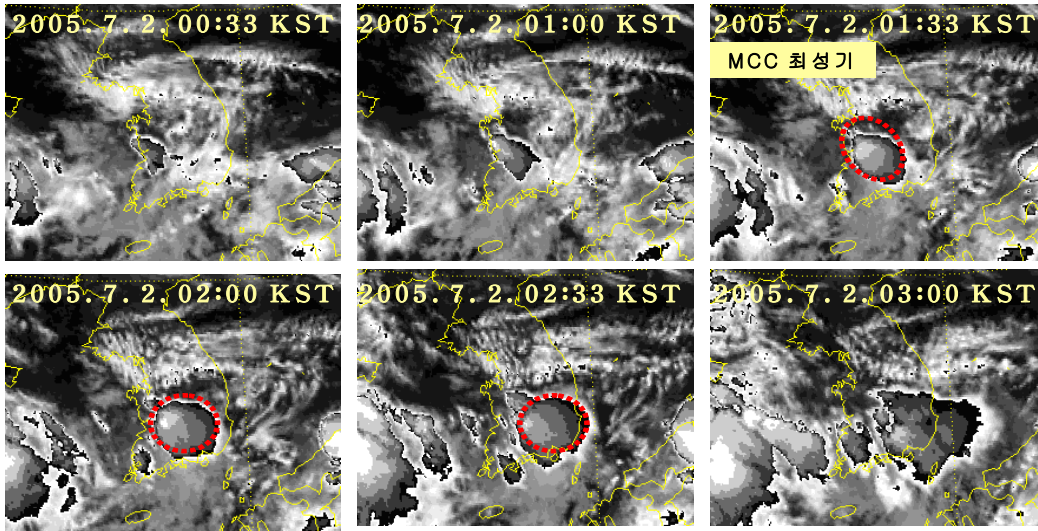 2005.7.2.00:33 KST
2005.7.2.01:00 KST
2005.7.2.01:33 KST
MCC 최성기
2005.7.2.02:00 KST
2005.7.2.02:33 KST
2005.7.2.03:00 KST